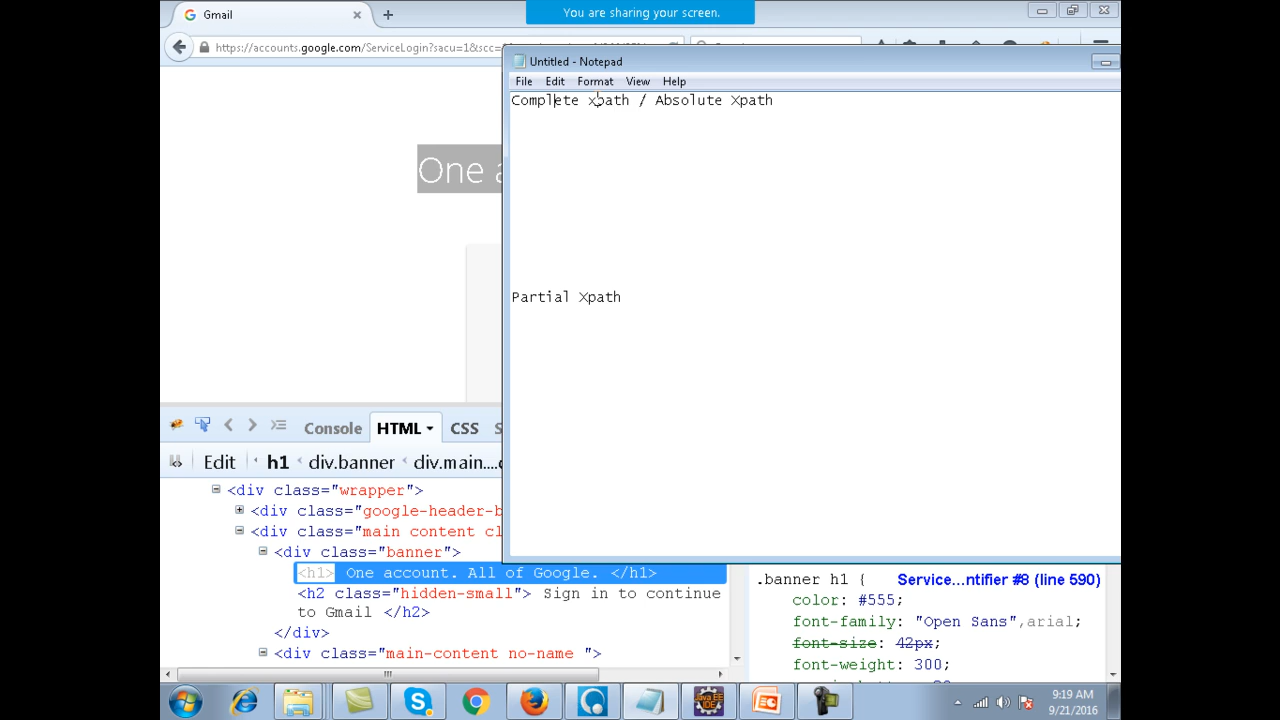 Gmail
You are sharing your screen.
https://accounts.google.com/ServiceLogin?sacu=1&scc=
Untitled - Notepad
File Edit Format View Help
Complete xpath / Absolute Xpath
One a
Partial Xpath
Console HTML CSS S
Edit h1 div.banner div.main....c
<div class="wrapper">
<div class="google-header-b
<div class="main content cl
<div class="banner">
<h1> One account. All of Google. </h1>
<h2 class="hidden-small"> Sign in to continue
to Gmail </h2>
</div>
<div class="main-content no-name ">
.banner h1 { Service...ntifier #8 (line 590)
color: #555;
font-family: "Open Sans",arial;
font-size: 42px;
font-weight: 300;
9:19 AM
9/21/2016